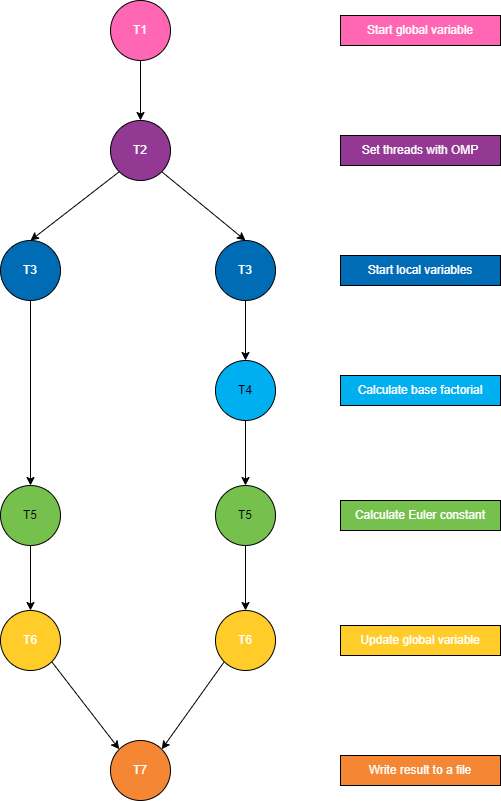 T1 Start global variable
T2 Set threads with OMP
T3 T3 Start local variables
T4 Calculate base factorial
T5 T5 Calculate Euler constant
T6 T6 Update global variable
T7 Write result to a file